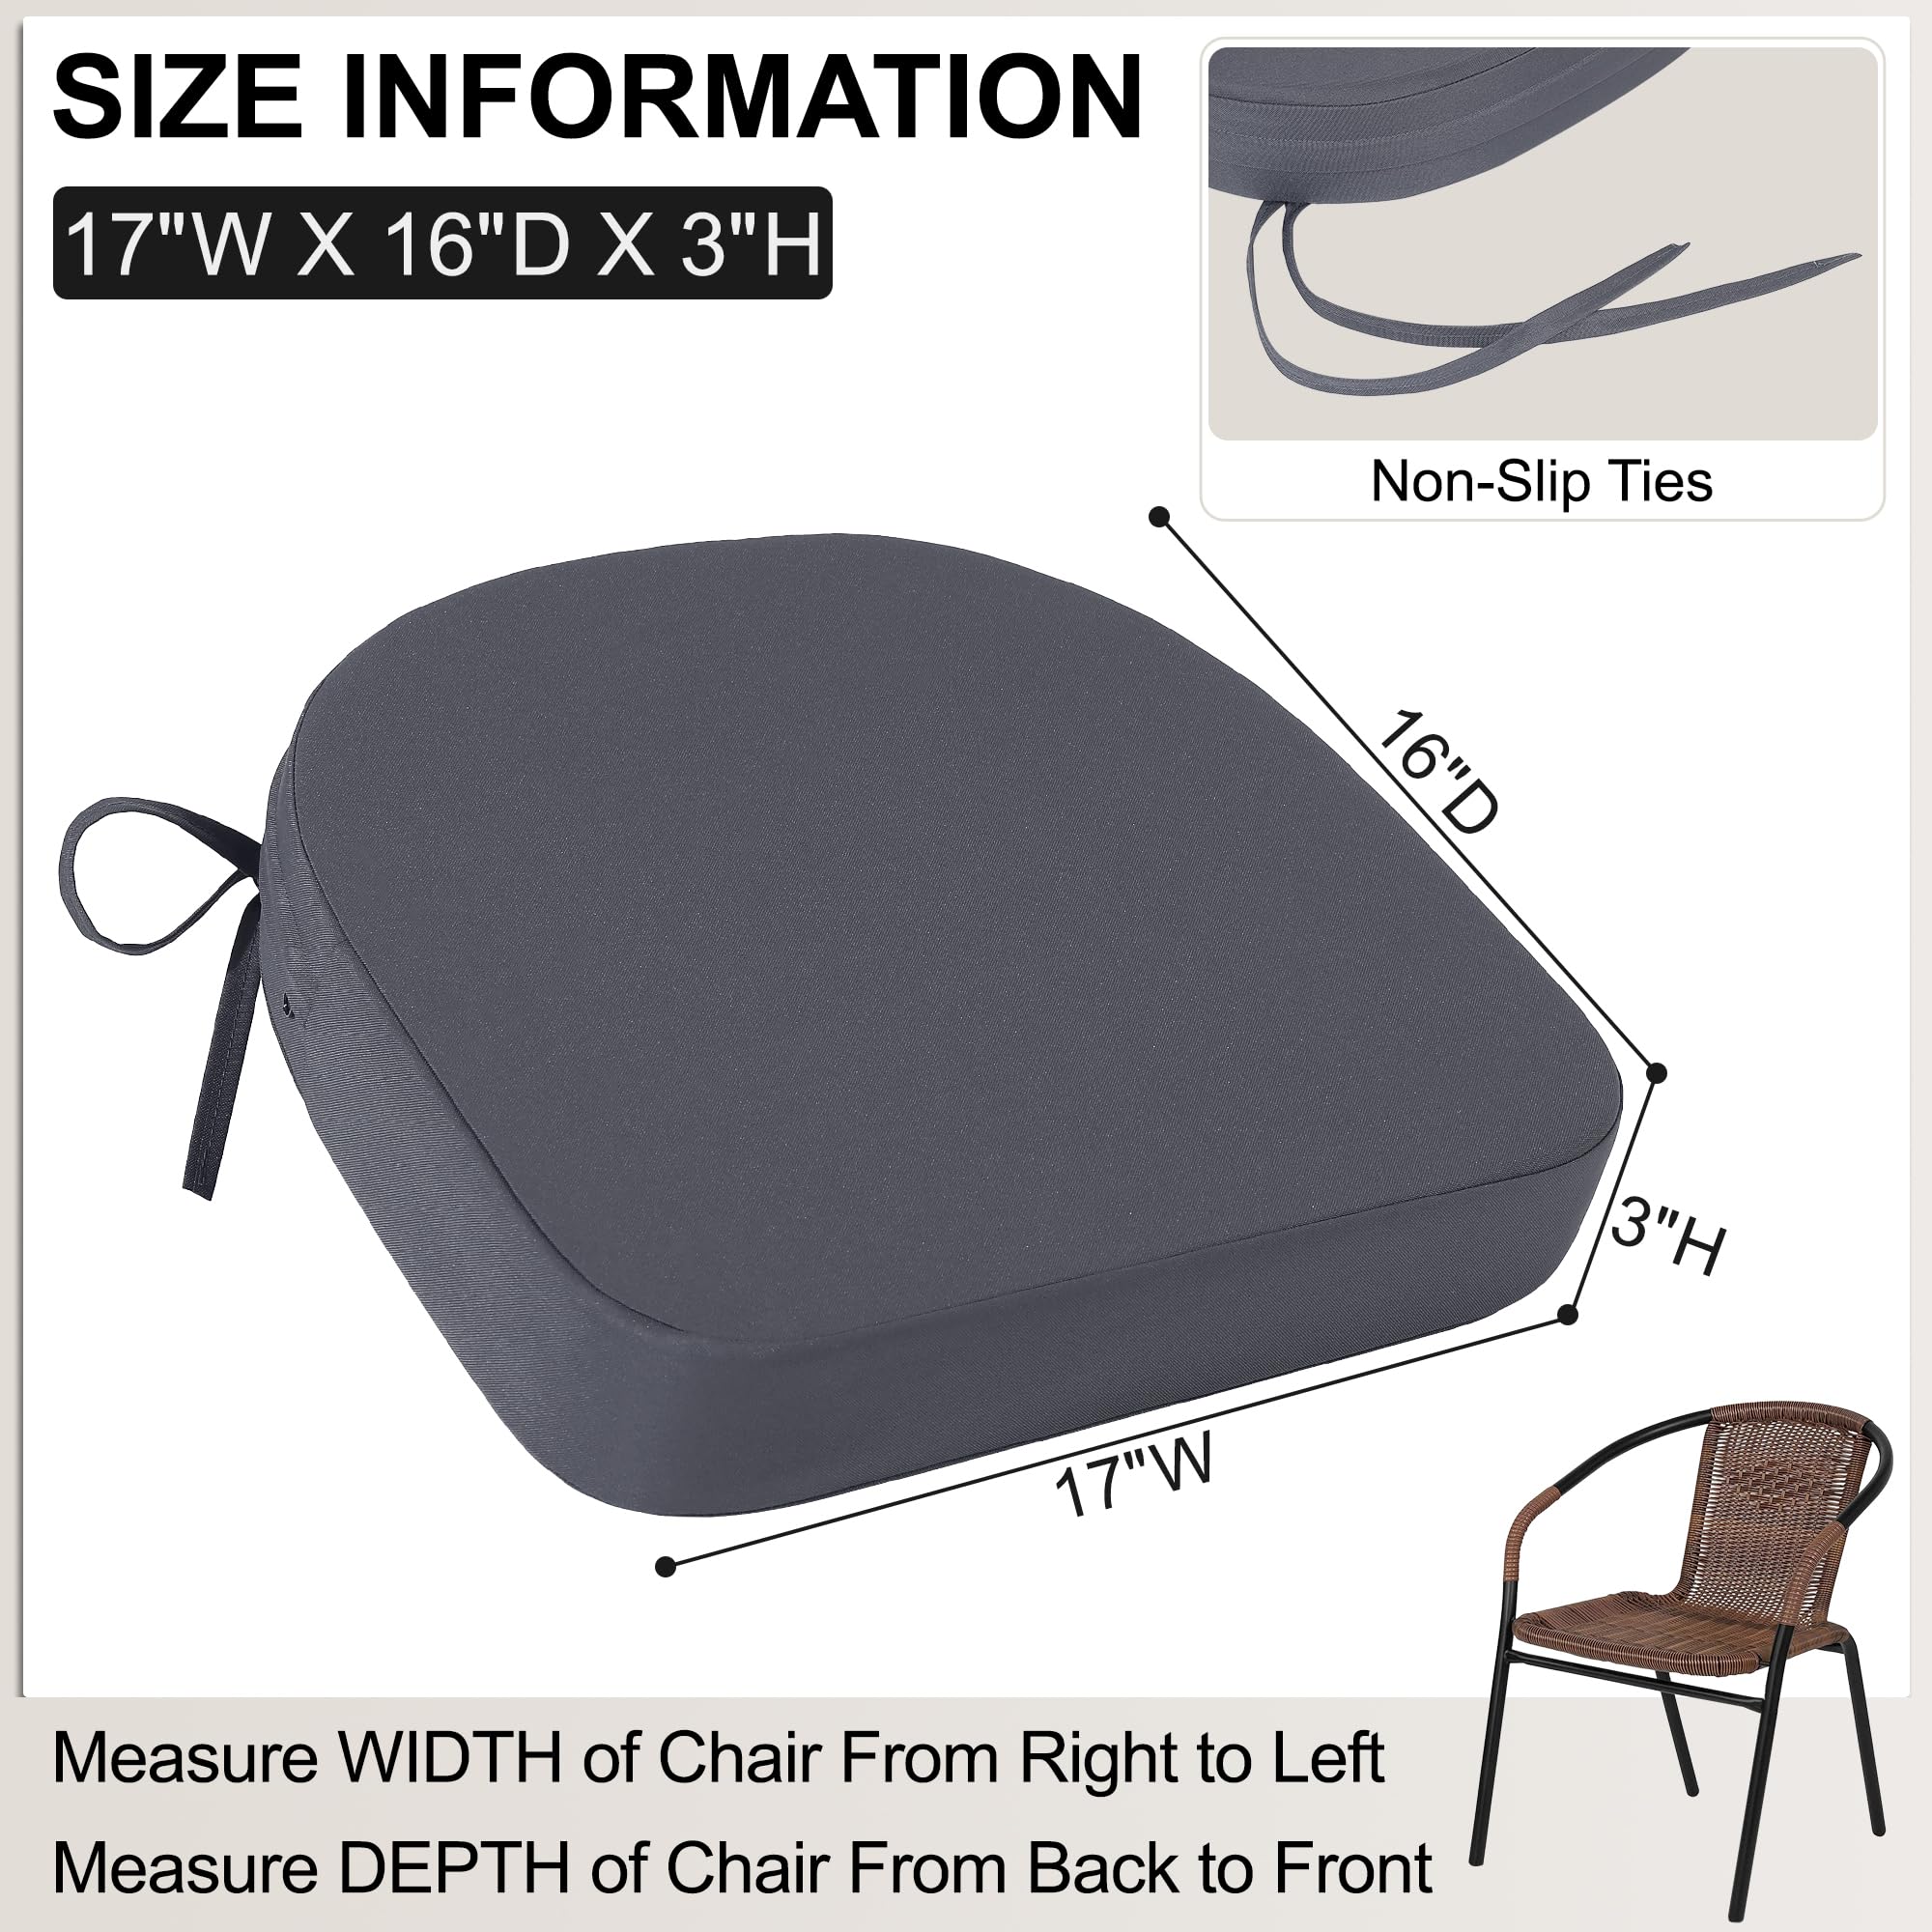 SIZE INFORMATION
17"W X 16"D X 3"H
Non-Slip Ties
16"D
3"H
17"W
Measure WIDTH of Chair From Right to Left
Measure DEPTH of Chair From Back to Front